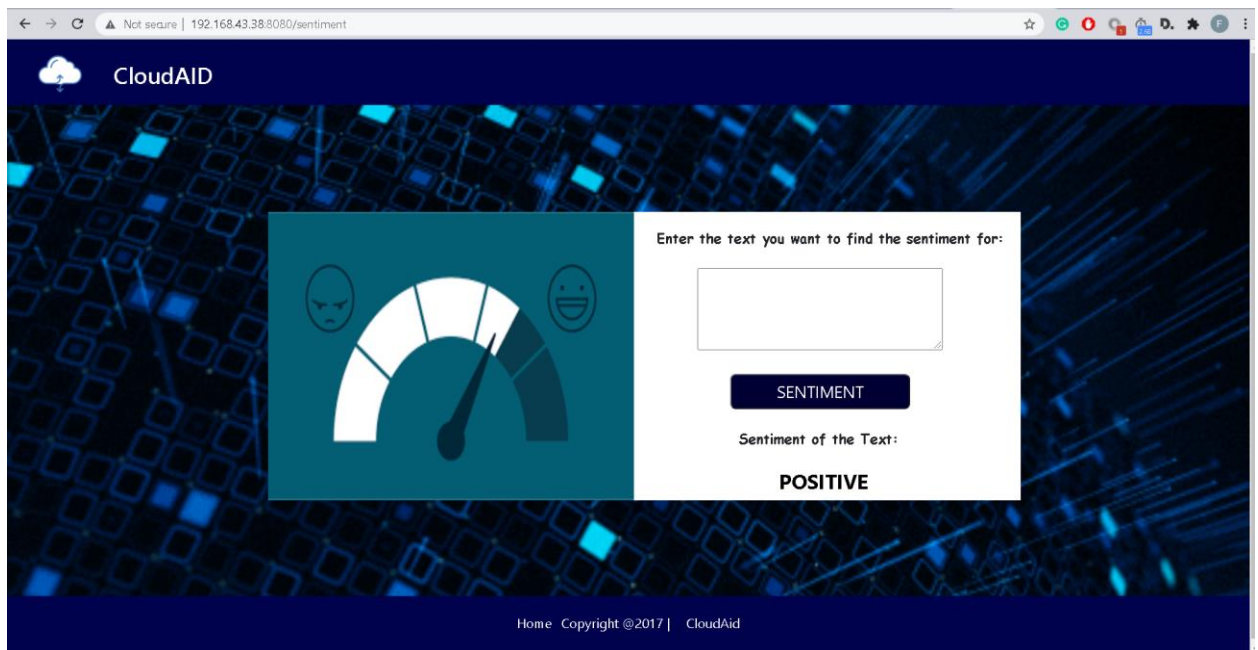 Not secure | 192.168.43.38:8080/sentiment
CloudAID
Enter the text you want to find the sentiment for:
SENTIMENT
Sentiment of the Text:
POSITIVE
Home Copyright @2017 | CloudAid